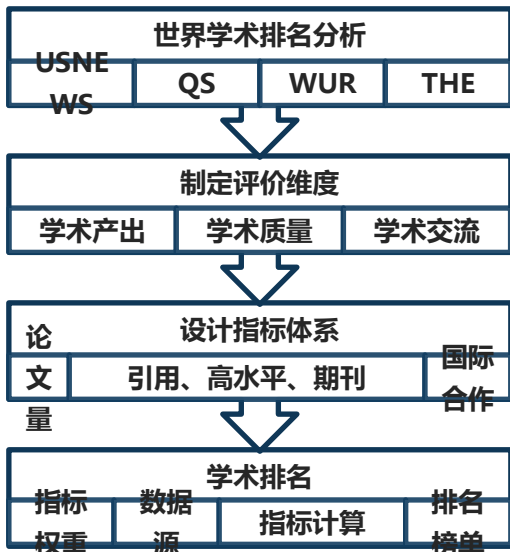 世界学术排名分析
USNE
WS
QS
WUR
THE
制定评价维度
学术产出
学术质量
学术交流
设计指标体系
论
文
量
引用、高水平、期刊
国际
合作
学术排名
指标
权重
数据
源
指标计算
排名
榜单